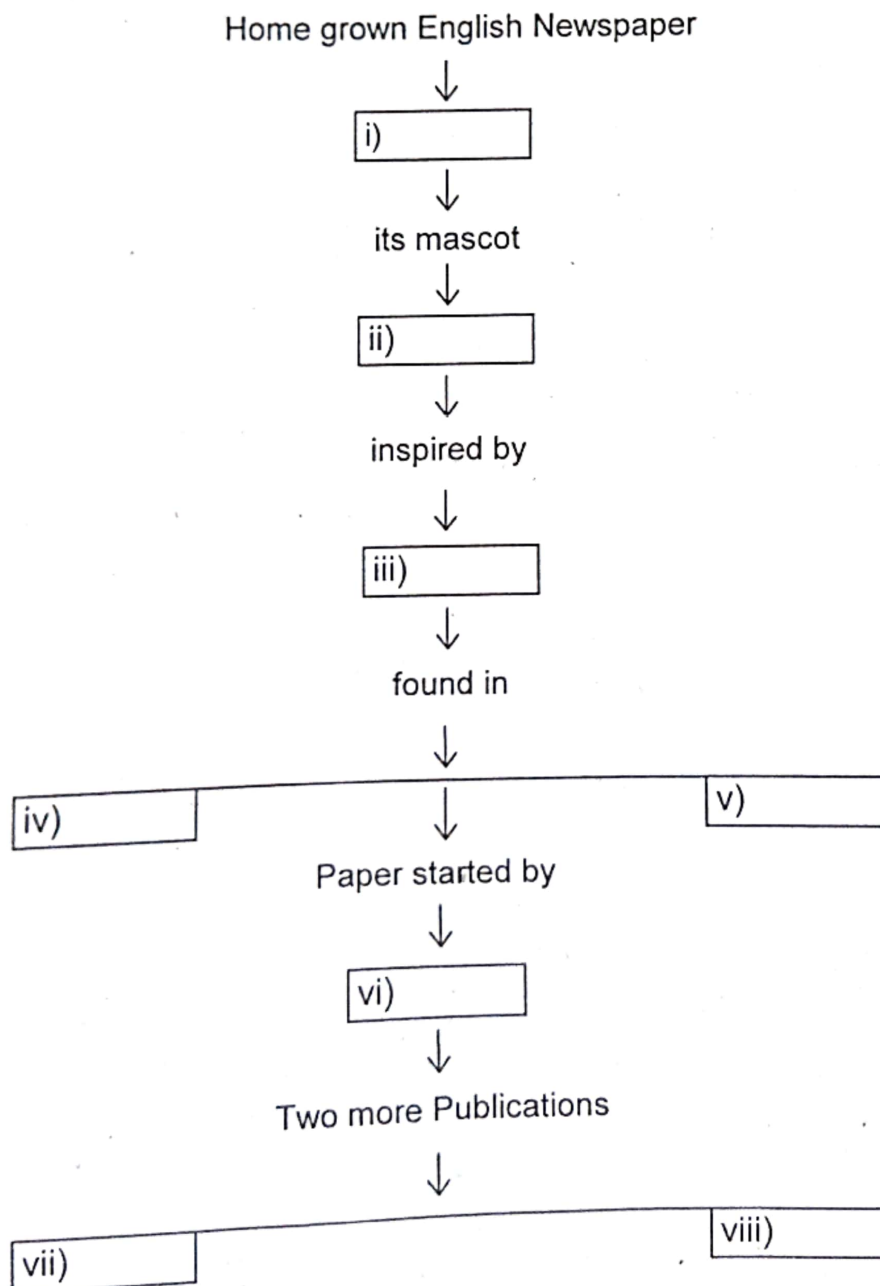 Home grown English Newspaper
i)
its mascot
ii)
inspired by
iii)
found in
iv)
v)
Paper started by
vi)
Two more Publications
vii)
viii)